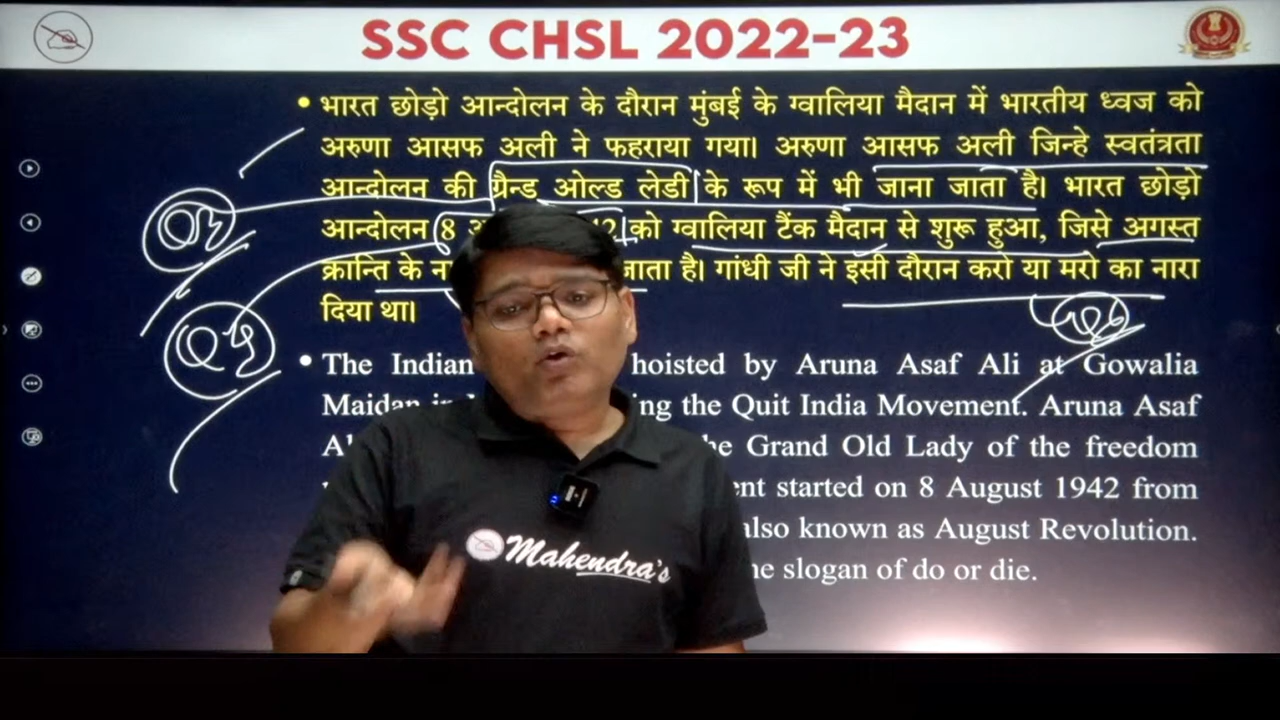 SSC CHSL 2022-23
• भारत छोड़ो आन्दोलन के दौरान मुंबई के ग्वालिया मैदान में भारतीय ध्वज को
अरुणा आसफ अली ने फहराया गया। अरुणा आसफ अली जिन्हे स्वतंत्रता
आन्दोलन की ग्रैन्ड ओल्ड लेडी के रूप में भी जाना जाता है। भारत छोड़ो
आन्दोलन 8 को ग्वालिया टैंक मैदान से शुरू हुआ, जिसे अगस्त
क्रान्ति के जाता है। गांधी जी ने इसी दौरान करो या मरो का नारा
दिया था।
• The Indian hoisted by Aruna Asaf Ali at Gowalia
Maidan the Quit India Movement. Aruna Asaf
Grand Old Lady of the freedom
started on 8 August 1942 from
also known as August Revolution.
slogan of do or die.
Mahendra's